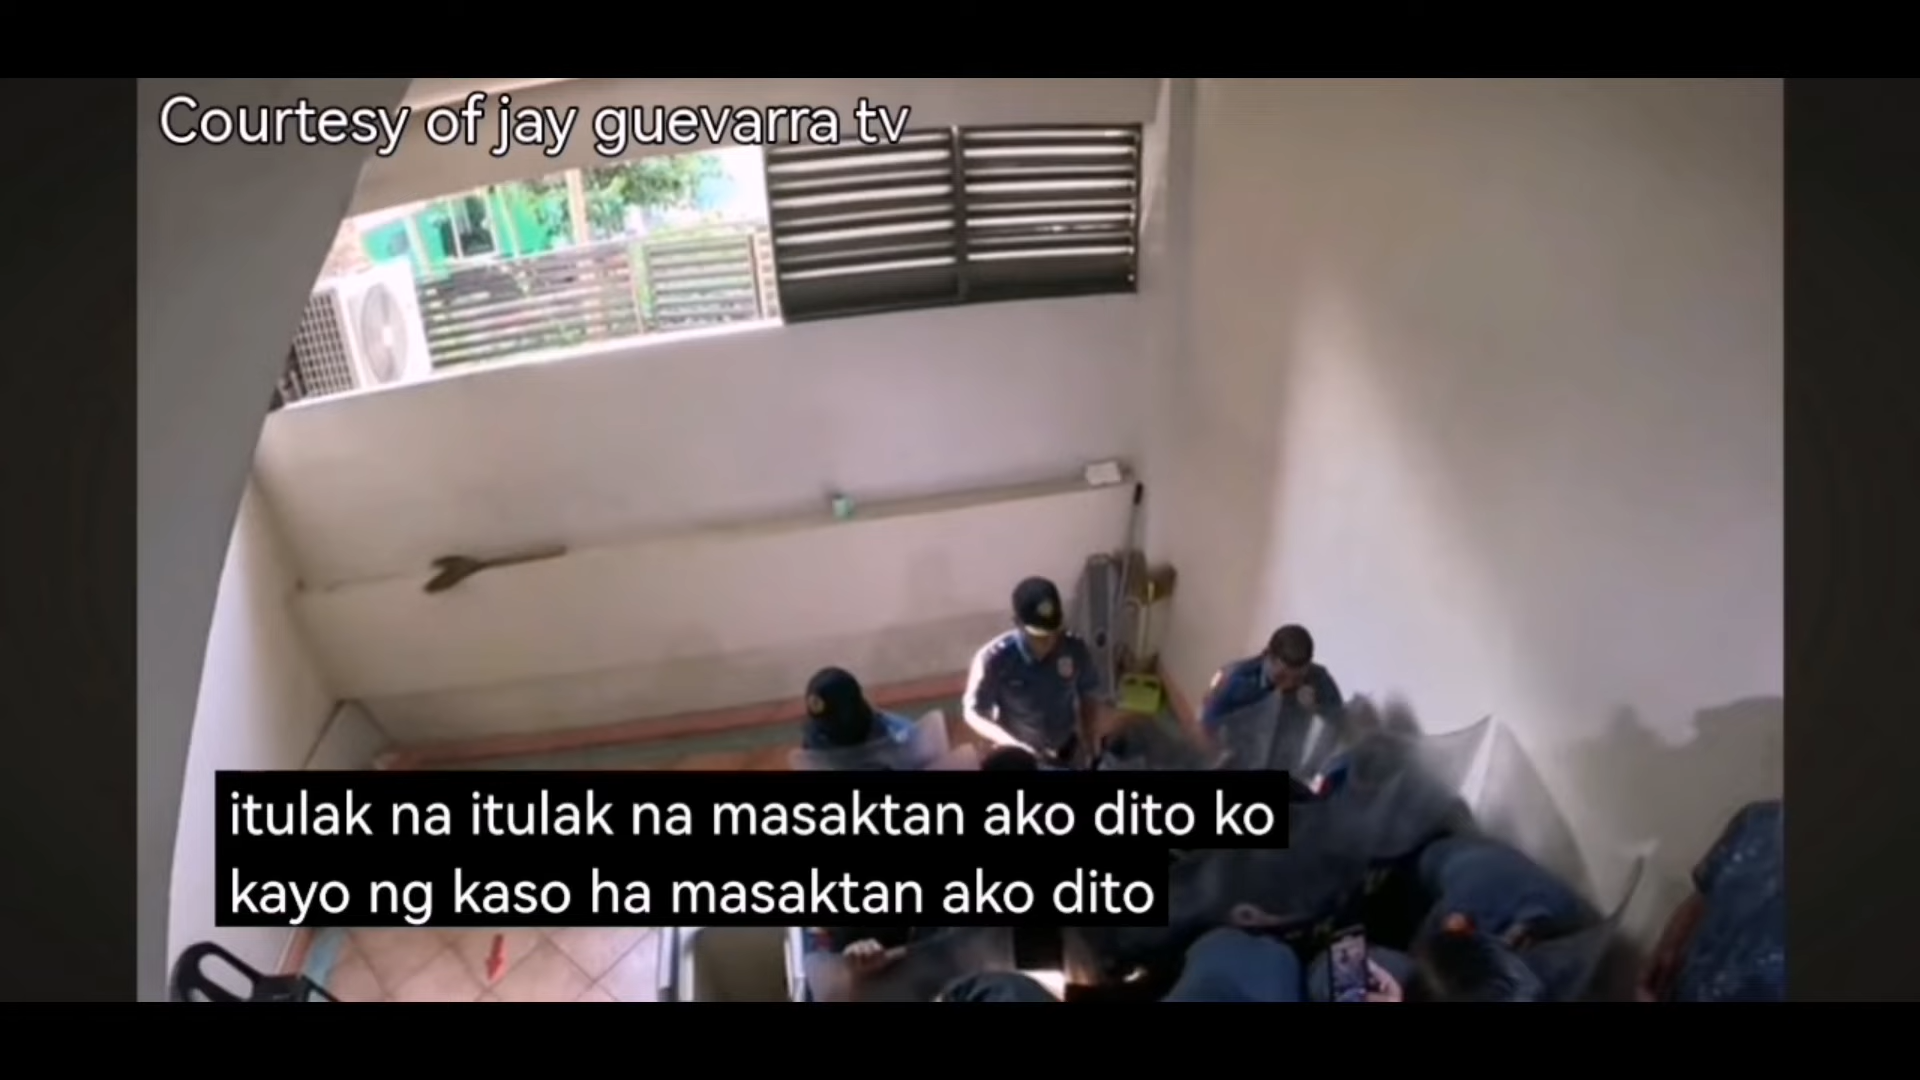 Courtesy of jay guevarra tv
itulak na itulak na masaktan ako dito ko
kayo ng kaso ha masaktan ako dito